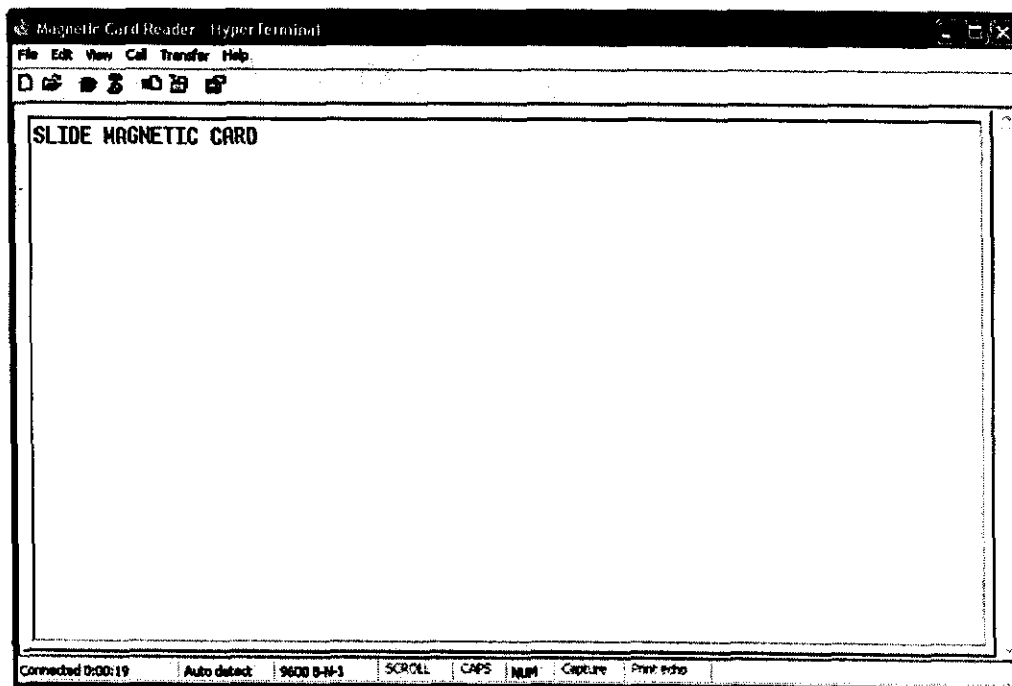 Magnetic Card Reader - HyperTerminal
File Edit View Call Transfer Help
SLIDE MAGNETIC CARD
Connected 0:00:19 Auto detect 9600 8-N-1 SCROLL CAPS NUM Capture Print echo